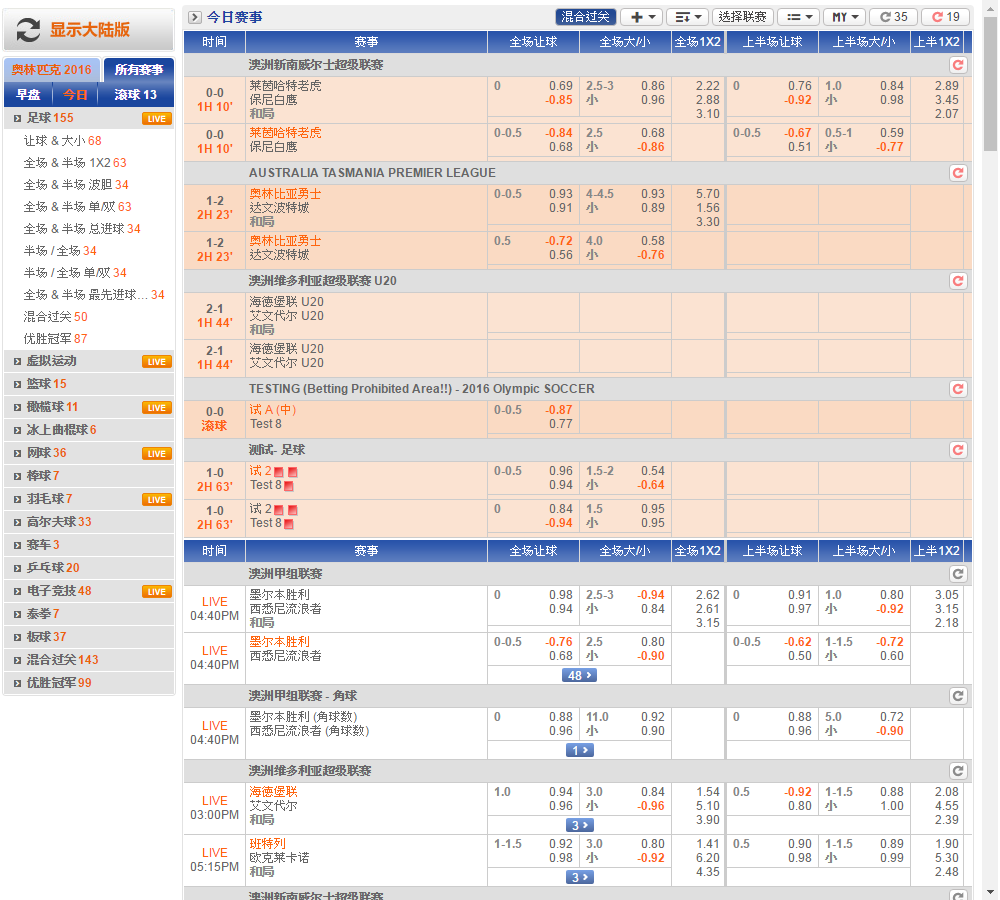 显示大陆版
奥林匹克 2016 所有赛事
早盘 今日 滚球 13
足球 155 LIVE
让球 & 大小 68
全场 & 半场 1X2 63
全场 & 半场 波胆 34
全场 & 半场 单/双 63
全场 & 半场 总进球 34
半场 / 全场 34
半场 / 全场 单/双 34
全场 & 半场 最先进球... 34
混合过关 50
优胜冠军 87
虚拟运动 LIVE
篮球 15
橄榄球 11 LIVE
冰上曲棍球 6
网球 36 LIVE
棒球 7
羽毛球 7 LIVE
高尔夫球 33
赛车 3
乒乓球 20
电子竞技 48 LIVE
泰拳 7
板球 37
混合过关 143
优胜冠军 99
今日赛事 混合过关 选择联赛 MY 35 19
时间 赛事 全场让球 全场大/小 全场1X2 上半场让球 上半场大/小 上半1X2
澳洲新南威尔士超级联赛
莱茵哈特老虎 0 0.69 2.5-3 0.86 2.22 0 0.76 1.0 0.84 2.89
0-0 保尼白鹰 -0.85 小 0.96 2.88 -0.92 小 0.98 3.45
1H 10' 和局 3.10 2.07
0-0 莱茵哈特老虎 0-0.5 -0.84 2.5 0.68 0-0.5 -0.67 0.5-1 0.59
1H 10' 保尼白鹰 0.68 小 -0.86 0.51 小 -0.77
AUSTRALIA TASMANIA PREMIER LEAGUE
奥林比亚勇士 0-0.5 0.93 4-4.5 0.93 5.70
1-2 达文波特城 0.91 小 0.89 1.56
2H 23' 和局 3.30
1-2 奥林比亚勇士 0.5 -0.72 4.0 0.58
2H 23' 达文波特城 0.56 小 -0.76
澳洲维多利亚超级联赛 U20
海德堡联 U20
2-1 艾文代尔 U20
1H 44' 和局
2-1 海德堡联 U20
1H 44' 艾文代尔 U20
TESTING (Betting Prohibited Area!!) - 2016 Olympic SOCCER
0-0 试 A (中) 0-0.5 -0.87
滚球 Test 8 0.77
测试- 足球
1-0 试 2 0-0.5 0.96 1.5-2 0.54
2H 63' Test 8 0.94 小 -0.64
1-0 试 2 0 0.84 1.5 0.95
2H 63' Test 8 -0.94 小 0.95
时间 赛事 全场让球 全场大/小 全场1X2 上半场让球 上半场大/小 上半1X2
澳洲甲组联赛
墨尔本胜利 0 0.98 2.5-3 -0.94 2.62 0 0.91 1.0 0.80 3.05
LIVE 西悉尼流浪者 0.94 小 0.84 2.61 0.97 小 -0.92 3.15
04:40PM 和局 3.15 2.18
墨尔本胜利 0-0.5 -0.76 2.5 0.80 0-0.5 -0.62 1-1.5 -0.72
LIVE 西悉尼流浪者 0.68 小 -0.90 0.50 小 0.60
04:40PM 48
澳洲甲组联赛 - 角球
墨尔本胜利 (角球数) 0 0.88 11.0 0.92 0 0.88 5.0 0.72
LIVE 西悉尼流浪者 (角球数) 0.96 小 0.90 0.96 小 -0.90
04:40PM 1
澳洲维多利亚超级联赛
海德堡联 1.0 0.94 3.0 0.84 1.54 0.5 -0.92 1-1.5 0.88 2.08
LIVE 艾文代尔 0.96 小 -0.96 5.10 0.80 小 1.00 4.55
03:00PM 和局 3.90 2.39
3
班特列 1-1.5 0.92 3.0 0.80 1.41 0.5 0.90 1-1.5 0.89 1.90
LIVE 欧克莱卡诺 0.98 小 -0.92 6.20 0.98 小 0.99 5.30
05:15PM 和局 4.35 2.48
3
澳洲新南威尔士超级联赛